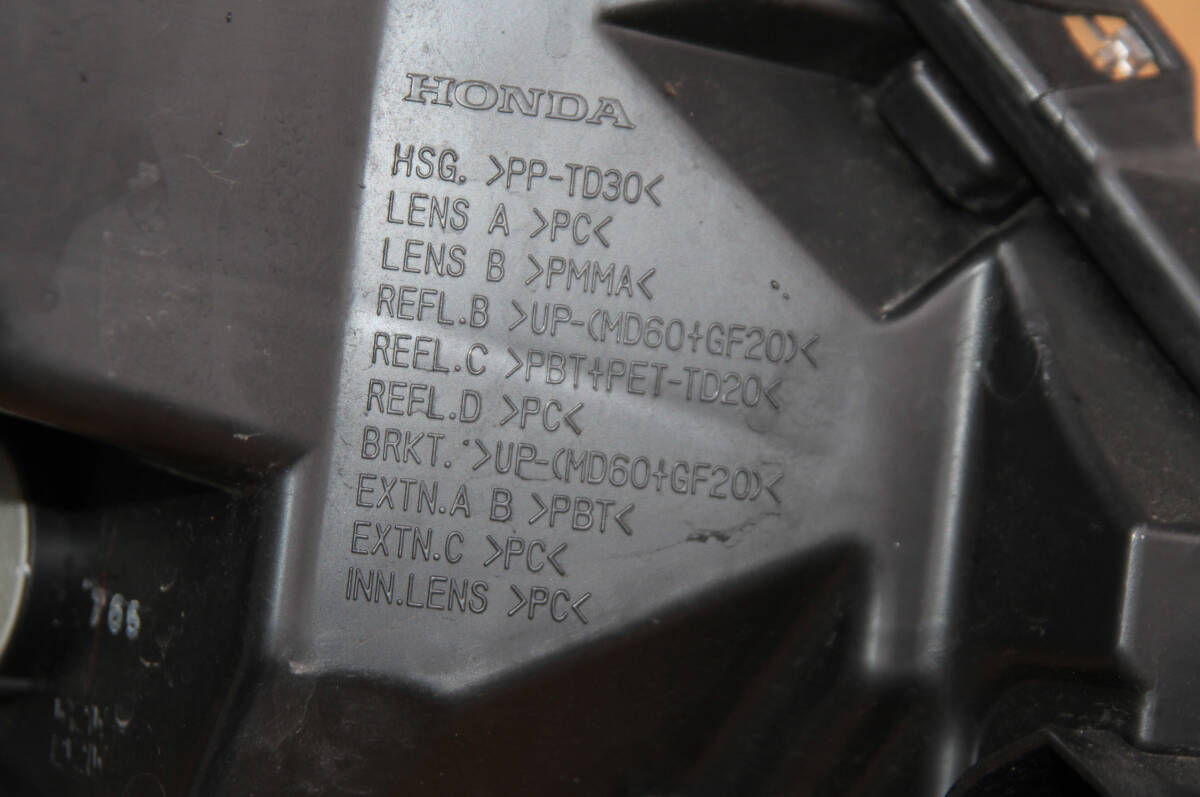 HONDA
HSG. >PP-TD30<
LENS A >PC<
LENS B >PMMA<
REFL.B >UP-(MD60+GF20)<
REFL.C >PBT+PET-TD20<
REFL.D >PC<
BRKT. >UP-(MD60+GF20)<
EXTN.A B >PBT<
EXTN.C >PC<
INN.LENS >PC<
766